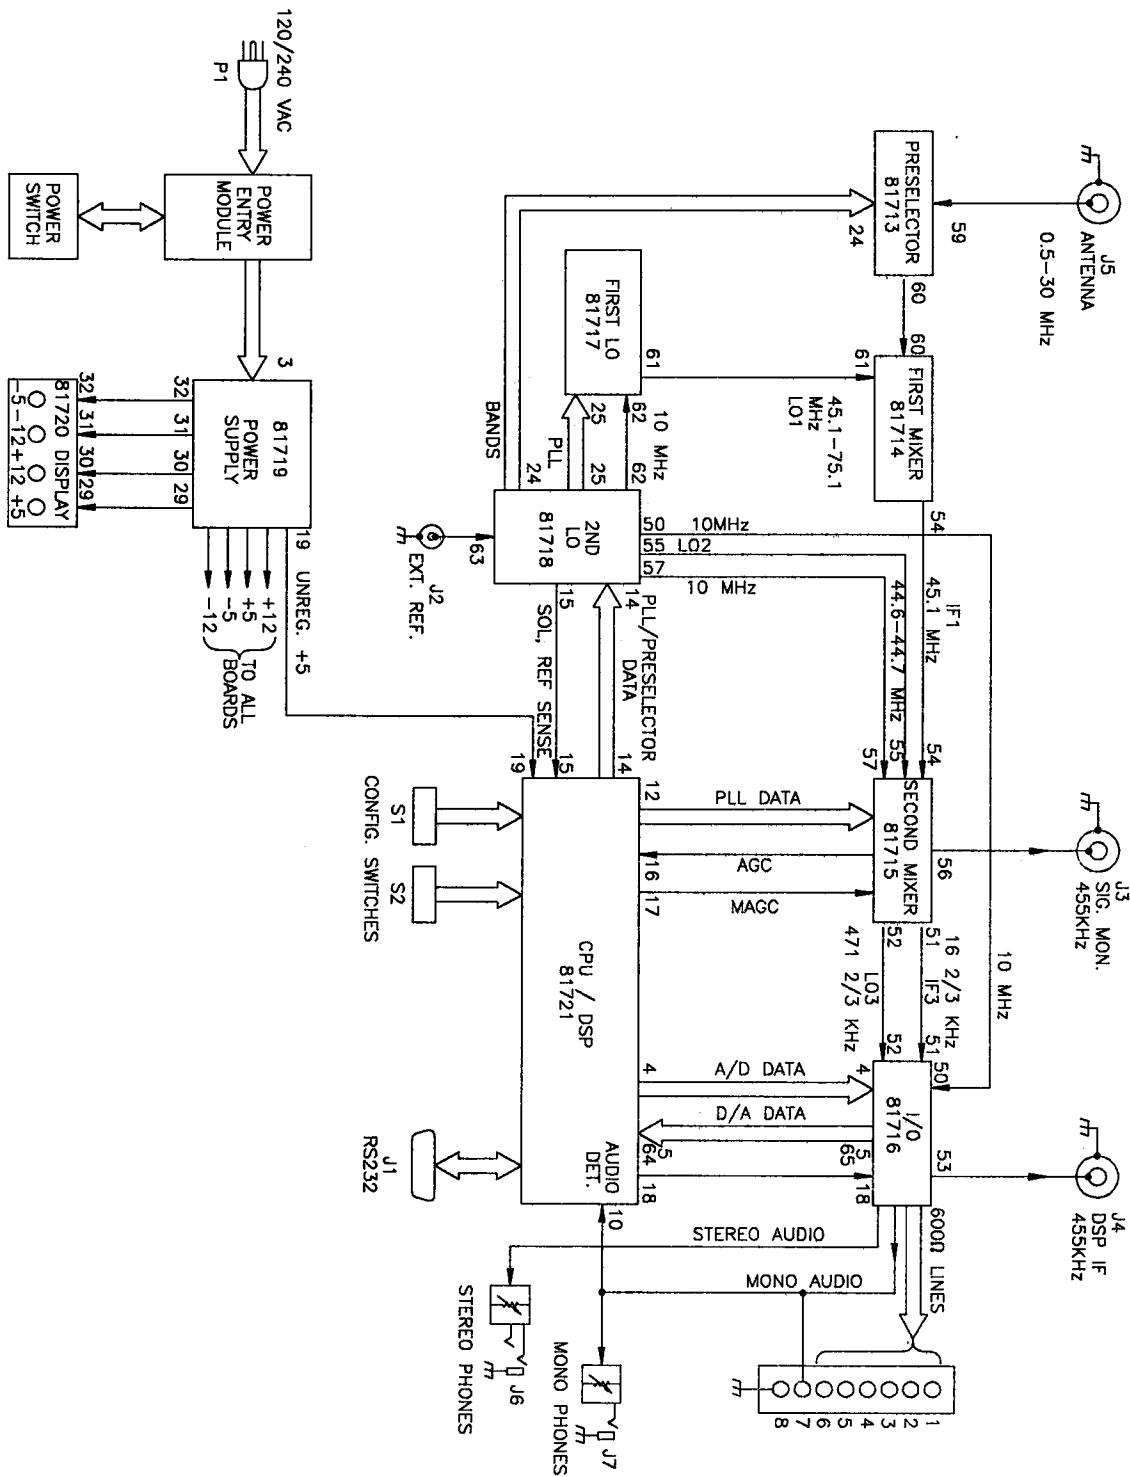 J5
ANTENNA
0.5-30 MHz
59
PRESELECTOR
81713
24
60
60
FIRST MIXER
81714
61
61
45.1-75.1
MHz
LO1
FIRST LO
81717
62
25
10 MHz
PLL
62
25
24
BANDS
54
IF1
45.1 MHz
54
50 10MHz
55 LO2
57
10 MHz
44.6-44.7 MHz
55
57
2ND
LO
81718
63
J2
EXT. REF.
14
15
PLL/PRESELECTOR
DATA
SOL, REF SENSE
14
15
19
SECOND MIXER
81715
56
J3
SIG. MON.
455KHz
12
PLL DATA
AGC
16
MAGC
17
51
52
16 2/3 KHz
IF3
LO3
471 2/3 KHz
51
52
10 MHz
50
I/O
81716
53
J4
DSP IF
455KHz
4
A/D DATA
4
D/A DATA
5
65
5
64
18
18
CPU / DSP
81721
AUDIO
DET.
10
600Ω LINES
STEREO AUDIO
MONO AUDIO
1
2
3
4
5
6
7
8
J6
STEREO PHONES
J7
MONO PHONES
S1
S2
CONFIG. SWITCHES
J1
RS232
120/240 VAC
P1
POWER
ENTRY
MODULE
POWER
SWITCH
3
81719
POWER
SUPPLY
32
31
30
29
32
31
30
29
81720 DISPLAY
-5
-12
+12
+5
19
UNREG. +5
+12
+5
-5
-12
TO ALL
BOARDS